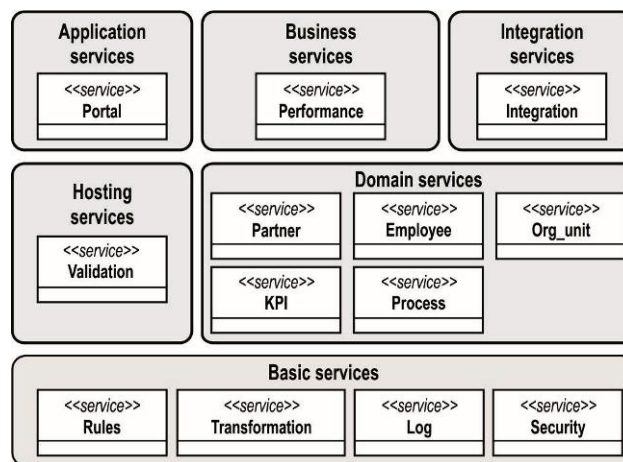 Application
services
<<service>>
Portal
Business
services
<<service>>
Performance
Integration
services
<<service>>
Integration
Hosting
services
<<service>>
Validation
Domain services
<<service>>
Partner
<<service>>
Employee
<<service>>
Org_unit
<<service>>
KPI
<<service>>
Process
Basic services
<<service>>
Rules
<<service>>
Transformation
<<service>>
Log
<<service>>
Security